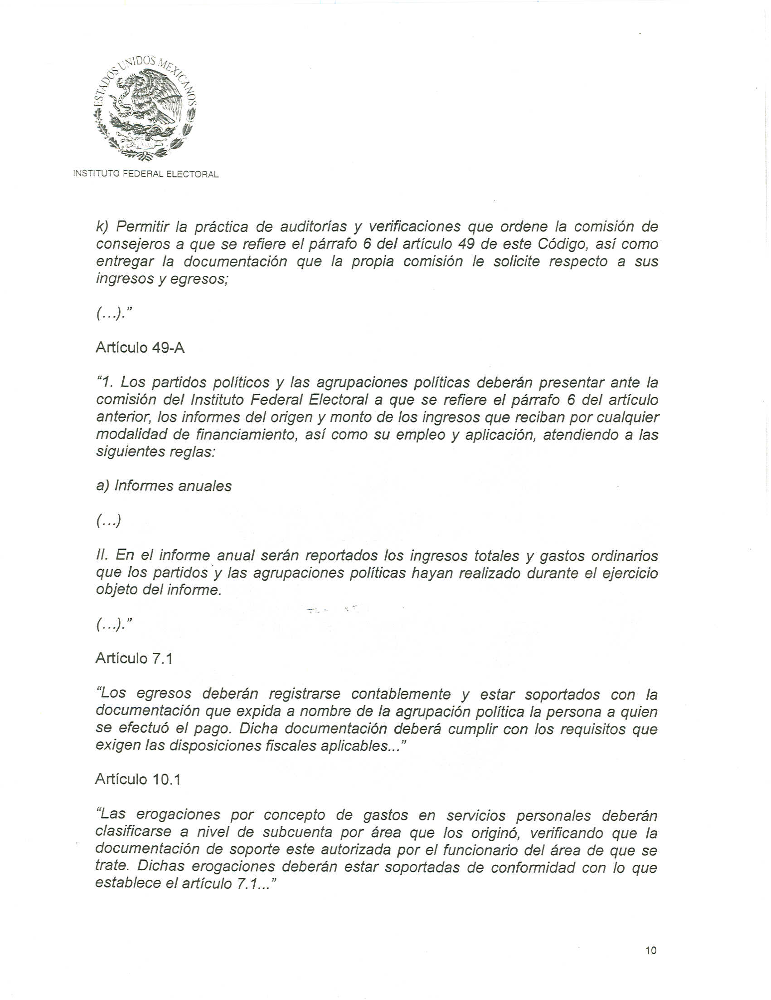 ESTADOS UNIDOS MEXICANOS
INSTITUTO FEDERAL ELECTORAL
k) Permitir la práctica de auditorías y verificaciones que ordene la comisión de
consejeros a que se refiere el párrafo 6 del artículo 49 de este Código, así como
entregar la documentación que la propia comisión le solicite respecto a sus
ingresos y egresos;
(...)."
Artículo 49-A
“1. Los partidos políticos y las agrupaciones políticas deberán presentar ante la
comisión del Instituto Federal Electoral a que se refiere el párrafo 6 del artículo
anterior, los informes del origen y monto de los ingresos que reciban por cualquier
modalidad de financiamiento, así como su empleo y aplicación, atendiendo a las
siguientes reglas:
a) Informes anuales
(...)
II. En el informe anual serán reportados los ingresos totales y gastos ordinarios
que los partidos y las agrupaciones políticas hayan realizado durante el ejercicio
objeto del informe.
(...).”
Artículo 7.1
“Los egresos deberán registrarse contablemente y estar soportados con la
documentación que expida a nombre de la agrupación política la persona a quien
se efectuó el pago. Dicha documentación deberá cumplir con los requisitos que
exigen las disposiciones fiscales aplicables...”
Artículo 10.1
“Las erogaciones por concepto de gastos en servicios personales deberán
clasificarse a nivel de subcuenta por área que los originó, verificando que la
documentación de soporte este autorizada por el funcionario del área de que se
trate. Dichas erogaciones deberán estar soportadas de conformidad con lo que
establece el artículo 7.1...”
10